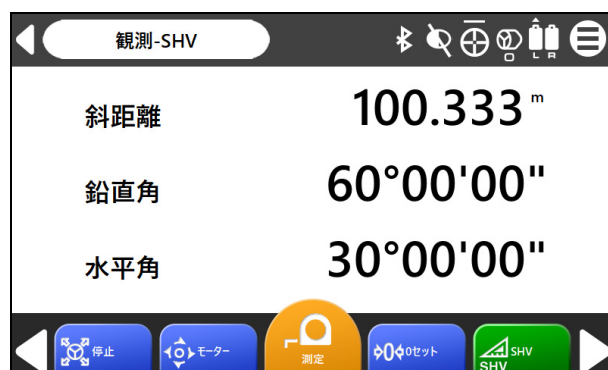 観測-SHV
O
L R
斜距離 100.333 m
鉛直角 60°00'00"
水平角 30°00'00"
停止 モーター 測定 0 0セット SHV
SHV